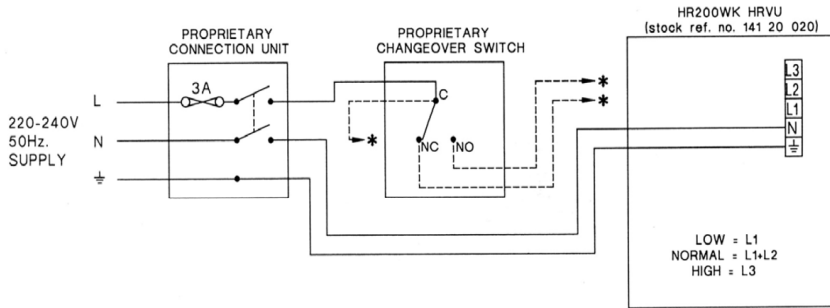 HR200WK HRVU
(stock ref. no. 141 20 020)
PROPRIETARY
CONNECTION UNIT
PROPRIETARY
CHANGEOVER SWITCH
3A
L
C
*
*
220-240V
50Hz.
SUPPLY
N
NC
NO
*
L3
L2
L1
N
LOW = L1
NORMAL = L1+L2
HIGH = L3